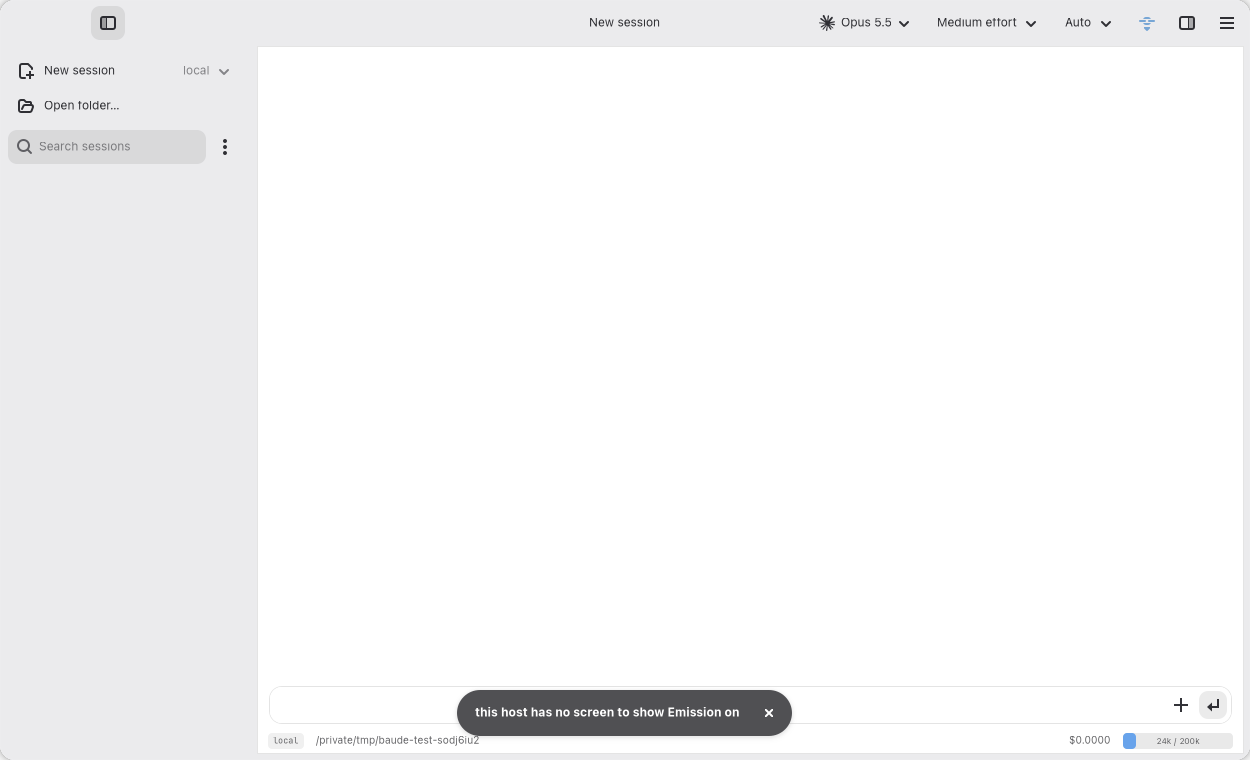 New session
Opus 5.5
Medium effort
Auto
New session
local
Open folder...
Search sessions
this host has no screen to show Emission on
local
/private/tmp/baude-test-sodj6iu2
$0.0000
24k / 200k